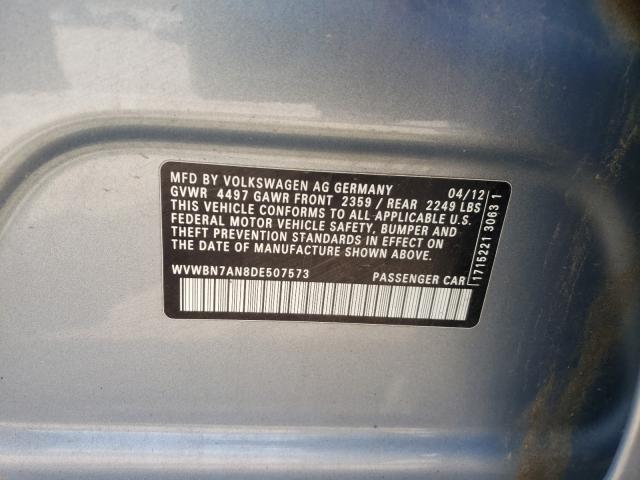 MFD BY VOLKSWAGEN AG GERMANY 04/12
GVWR 4497 GAWR FRONT 2359 / REAR 2249 LBS
THIS VEHICLE CONFORMS TO ALL APPLICABLE U.S.
FEDERAL MOTOR VEHICLE SAFETY, BUMPER AND
THEFT PREVENTION STANDARDS IN EFFECT ON
THE DATE OF MANUFACTURE SHOWN ABOVE.
WVWBN7AN8DE507573 PASSENGER CAR
1715221 3063 1